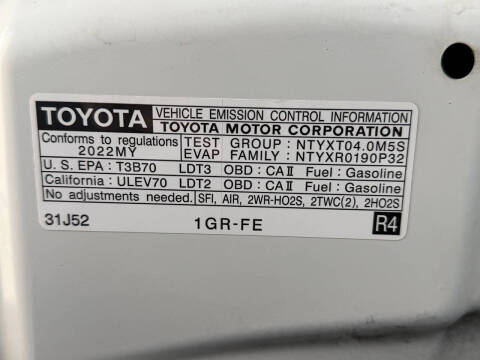 TOYOTA VEHICLE EMISSION CONTROL INFORMATION
TOYOTA MOTOR CORPORATION
Conforms to regulations
2022MY
TEST GROUP : NTYXT04.0M5S
EVAP FAMILY : NTYXR0190P32
U. S. EPA : T3B70 LDT3 OBD : CAⅡ Fuel : Gasoline
California : ULEV70 LDT2 OBD : CAⅡ Fuel : Gasoline
No adjustments needed. SFI, AIR, 2WR-HO2S, 2TWC(2), 2HO2S
31J52 1GR-FE R4